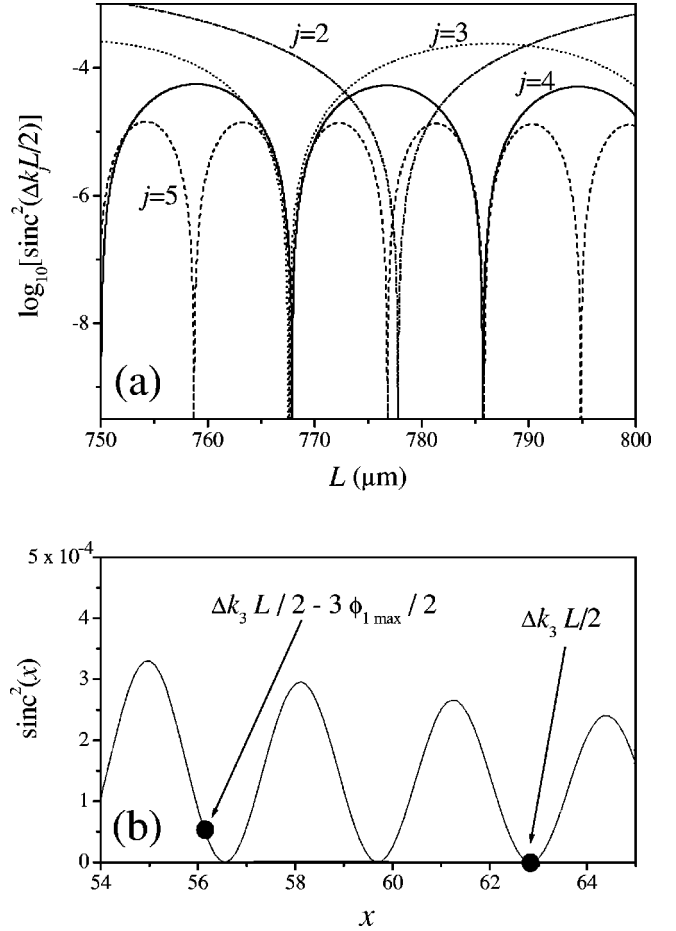 j=2
j=3
-4
j=4
log₁₀[sinc²(ΔkⱼL/2)]
-6
j=5
-8
(a)
750 760 770 780 790 800
L (μm)
5 x 10⁻⁴
Δk₃ L / 2 - 3 ϕ₁ max / 2
Δk₃ L/2
4
3
sinc²(x)
2
1
(b)
0
54 56 58 60 62 64
x